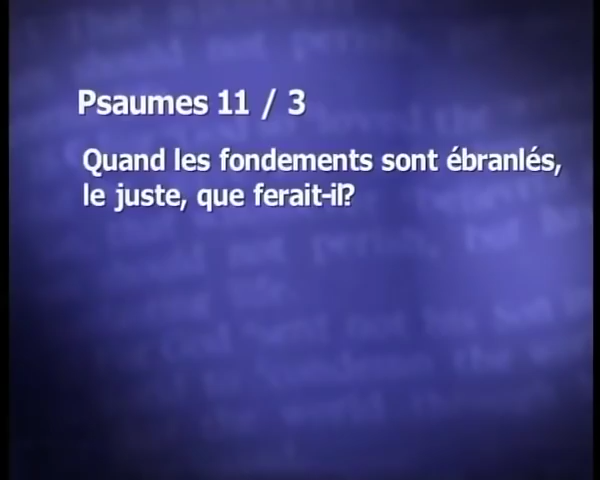 Psaumes 11 / 3
Quand les fondements sont ébranlés,
le juste, que ferait-il?